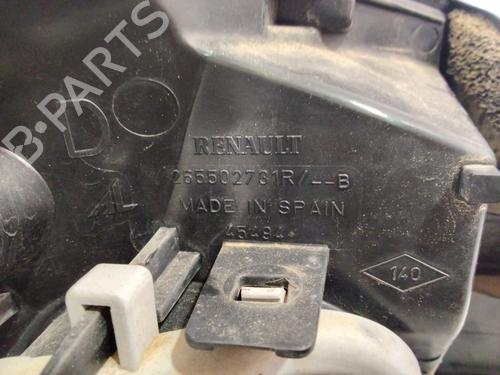 B-PARTS
D
RENAULT
265502731R/--B
MADE IN SPAIN
45494
140